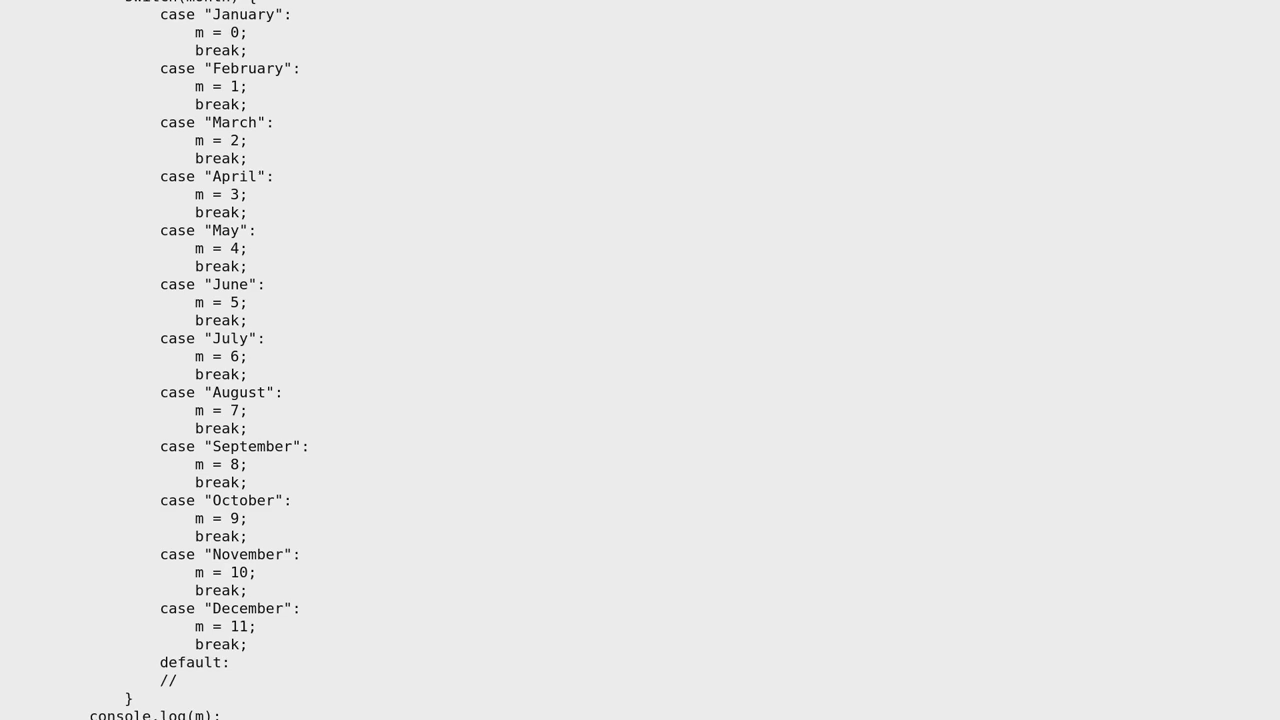 switch(month) {
case "January":
m = 0;
break;
case "February":
m = 1;
break;
case "March":
m = 2;
break;
case "April":
m = 3;
break;
case "May":
m = 4;
break;
case "June":
m = 5;
break;
case "July":
m = 6;
break;
case "August":
m = 7;
break;
case "September":
m = 8;
break;
case "October":
m = 9;
break;
case "November":
m = 10;
break;
case "December":
m = 11;
break;
default:
//
}
console.log(m);